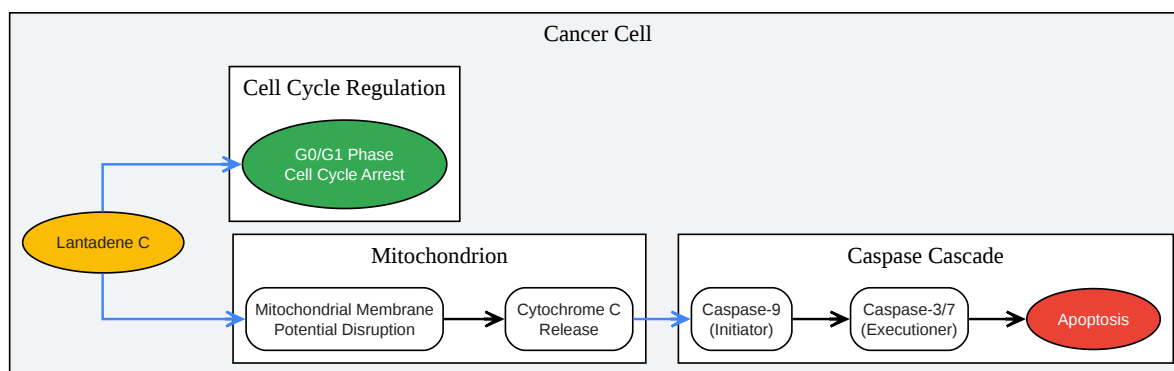 Cancer Cell
Cell Cycle Regulation
G0/G1 Phase
Cell Cycle Arrest
Lantadene C
Mitochondrion
Mitochondrial Membrane
Potential Disruption
Cytochrome C
Release
Caspase Cascade
Caspase-9
(Initiator)
Caspase-3/7
(Executioner)
Apoptosis